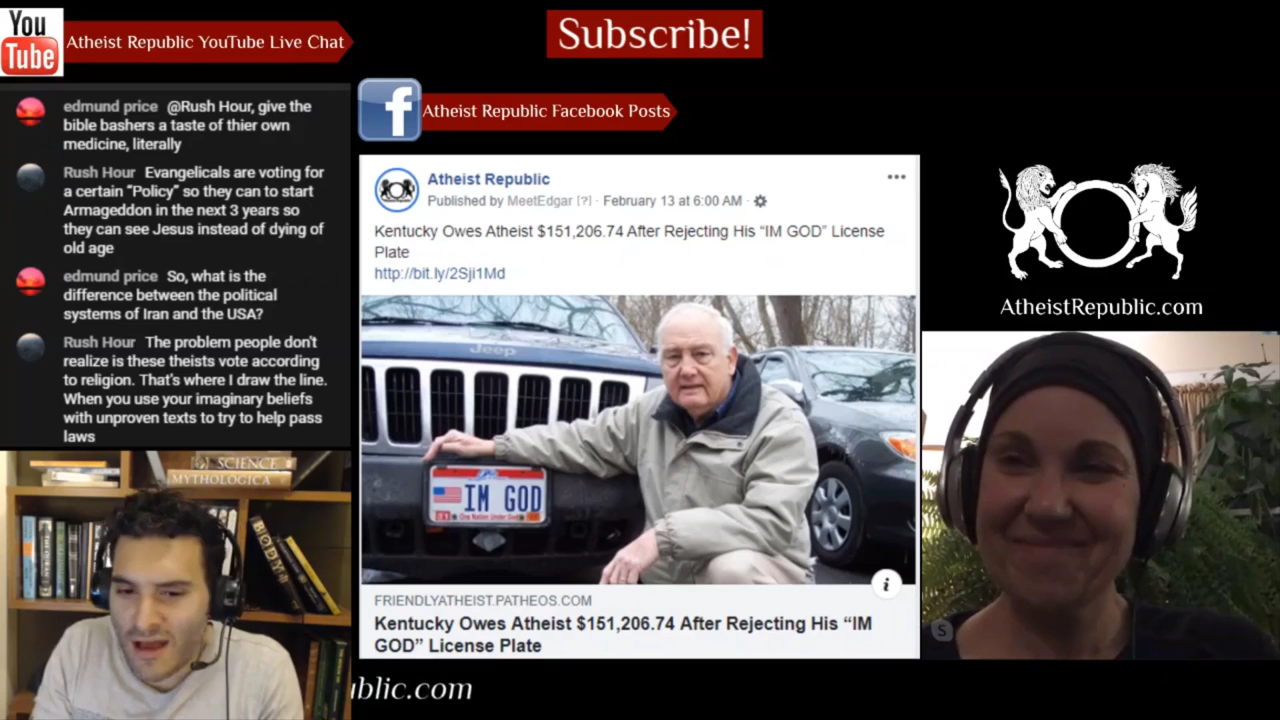 You
Tube
Atheist Republic YouTube Live Chat
Subscribe!
edmund price @Rush Hour, give the
bible bashers a taste of thier own
medicine, literally
Rush Hour Evangelicals are voting for
a certain “Policy” so they can to start
Armageddon in the next 3 years so
they can see Jesus instead of dying of
old age
edmund price So, what is the
difference between the political
systems of Iran and the USA?
Rush Hour The problem people don't
realize is these theists vote according
to religion. That's where I draw the line.
When you use your imaginary beliefs
with unproven texts to try to help pass
laws
f
Atheist Republic Facebook Posts
Atheist Republic
Published by MeetEdgar [?] · February 13 at 6:00 AM ·
Kentucky Owes Atheist $151,206.74 After Rejecting His “IM GOD” License
Plate
http://bit.ly/2Sji1Md
Jeep
IM GOD
One Nation Under God
i
FRIENDLYATHEIST.PATHEOS.COM
Kentucky Owes Atheist $151,206.74 After Rejecting His “IM
GOD” License Plate
AtheistRepublic.com
SCIENCE
MYTHOLOGICA
BODY
S
blic.com